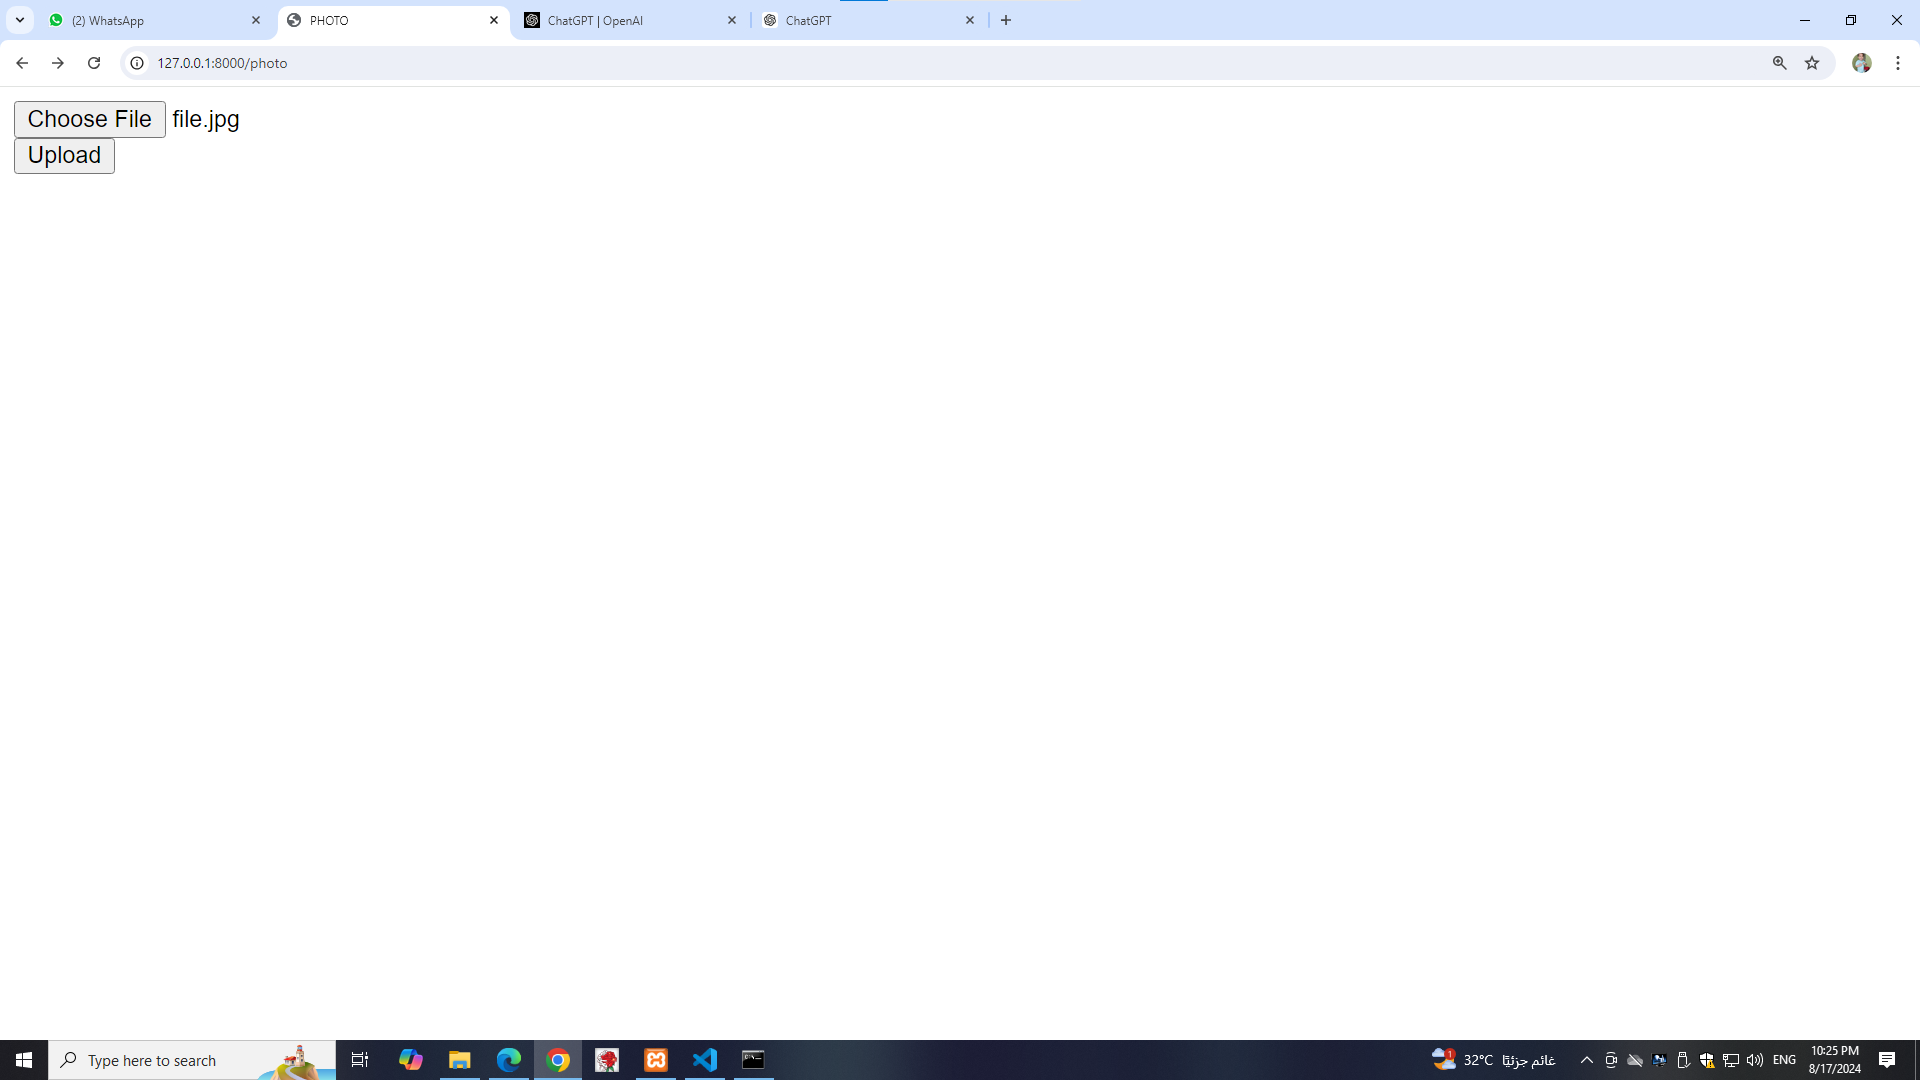 (2) WhatsApp
PHOTO
ChatGPT | OpenAI
ChatGPT
127.0.0.1:8000/photo
Choose File file.jpg
Upload
Type here to search
1
32°C غائم جزئيًا
ENG
10:25 PM
8/17/2024